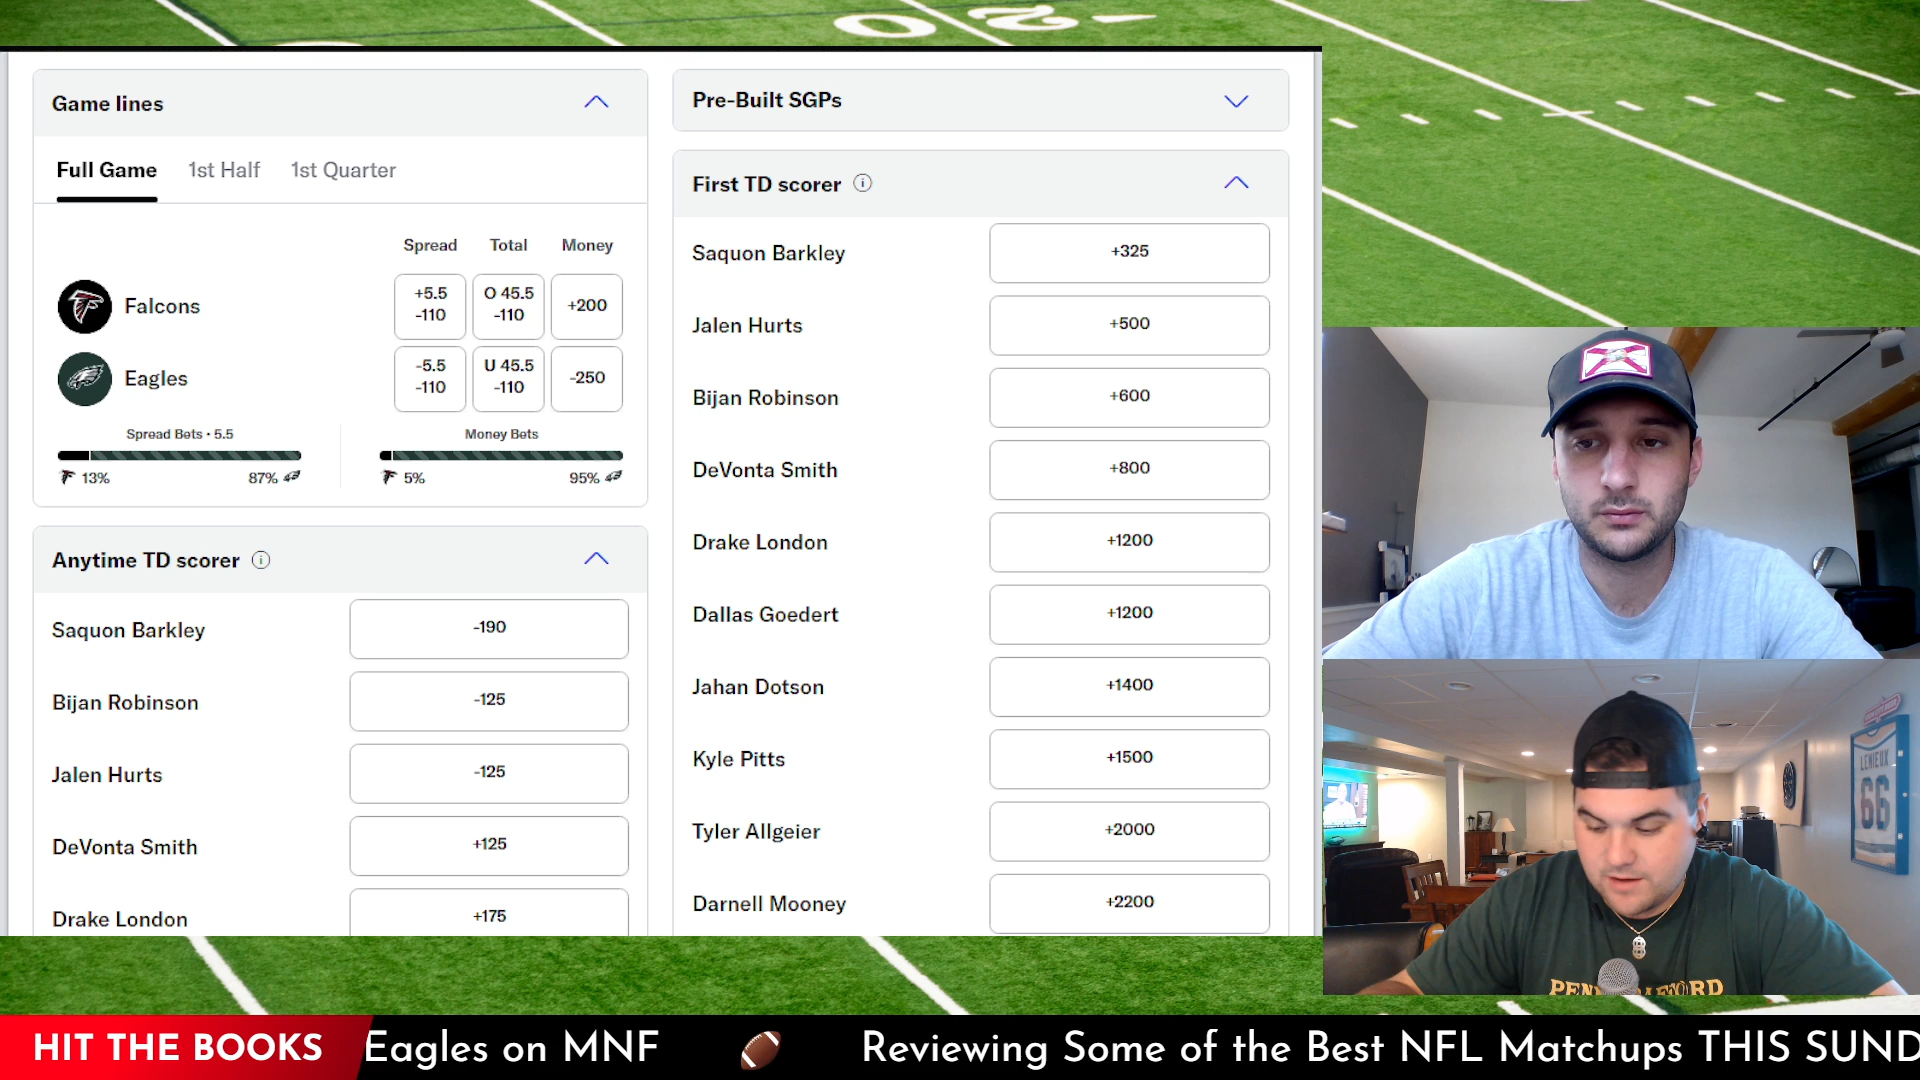 20-
Game lines
Full Game 1st Half 1st Quarter
Spread Total Money
Falcons +5.5 -110 O 45.5 -110 +200
Eagles -5.5 -110 U 45.5 -110 -250
Spread Bets • 5.5 Money Bets
13% 87% 5% 95%
Anytime TD scorer
Saquon Barkley -190
Bijan Robinson -125
Jalen Hurts -125
DeVonta Smith +125
Drake London +175
Pre-Built SGPs
First TD scorer
Saquon Barkley +325
Jalen Hurts +500
Bijan Robinson +600
DeVonta Smith +800
Drake London +1200
Dallas Goedert +1200
Jahan Dotson +1400
Kyle Pitts +1500
Tyler Allgeier +2000
Darnell Mooney +2200
LEMIEUX
66
HIT THE BOOKS
Eagles on MNF Reviewing Some of the Best NFL Matchups THIS SUND